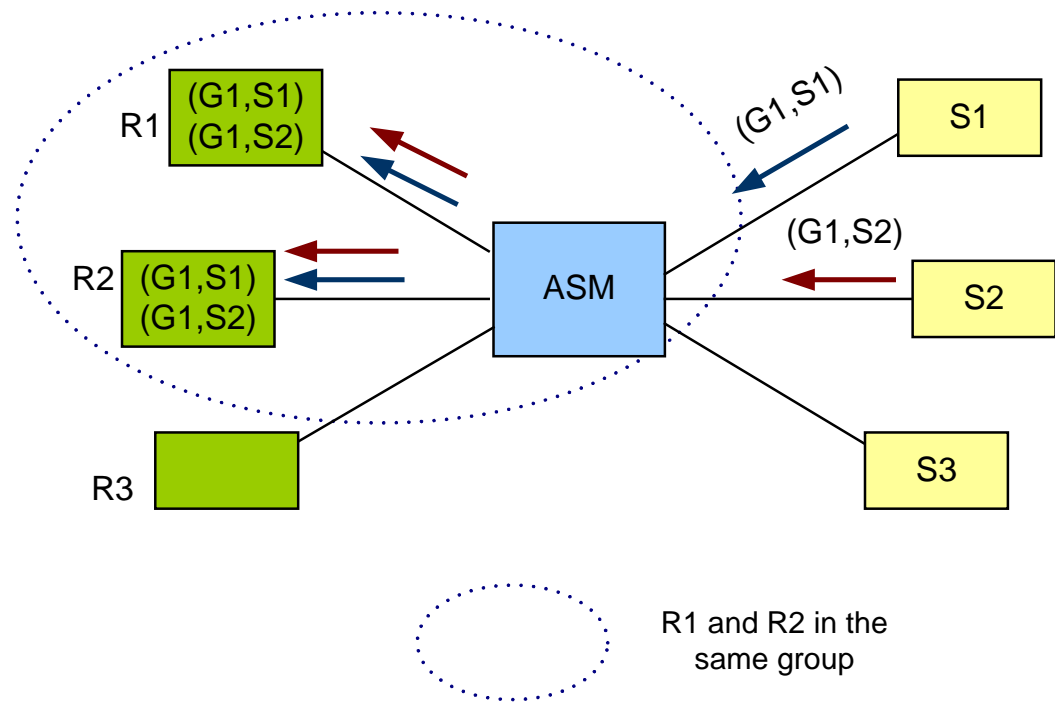 R1
(G1,S1)
(G1,S2)
(G1,S1)
S1
R2
(G1,S1)
(G1,S2)
ASM
(G1,S2)
S2
R3
S3
R1 and R2 in the
same group